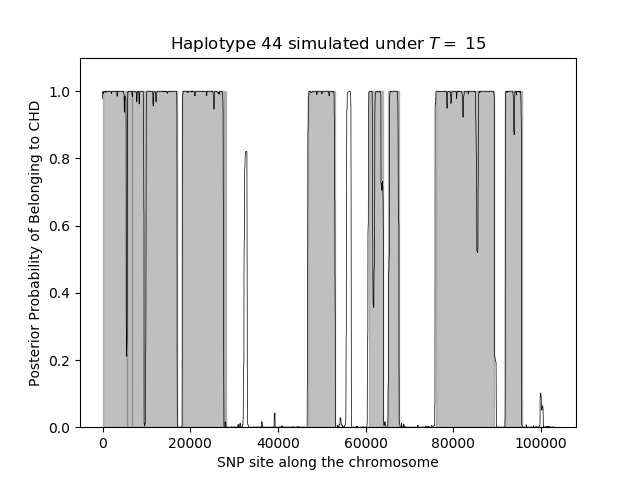 Haplotype 44 simulated under T = 15
Posterior Probability of Belonging to CHD
1.0
0.8
0.6
0.4
0.2
0.0
0 20000 40000 60000 80000 100000
SNP site along the chromosome